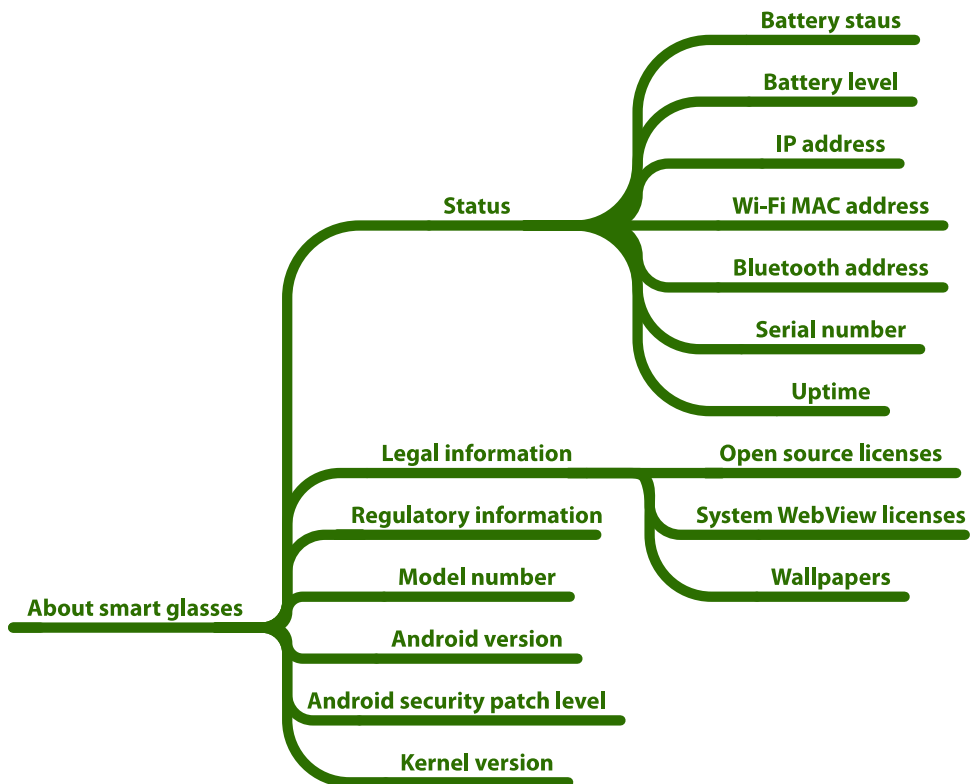 Battery staus
Battery level
IP address
Status
Wi-Fi MAC address
Bluetooth address
Serial number
Uptime
Legal information
Open source licenses
Regulatory information
System WebView licenses
Model number
Wallpapers
About smart glasses
Android version
Android security patch level
Kernel version